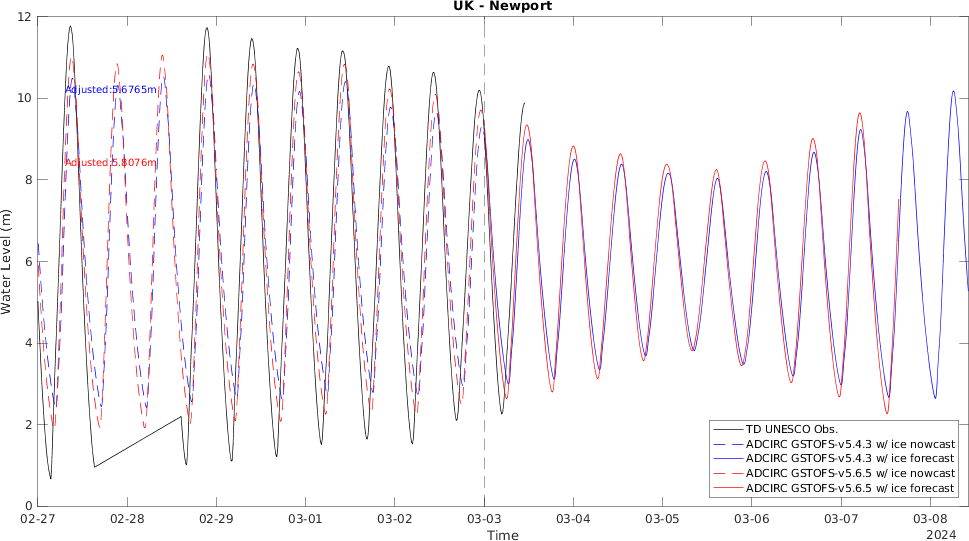 UK - Newport
12
10
8
6
4
2
0
Water Level (m)
Adjusted:5.6765m
Adjusted:5.8076m
TD UNESCO Obs.
ADCIRC GSTOFS-v5.4.3 w/ ice nowcast
ADCIRC GSTOFS-v5.4.3 w/ ice forecast
ADCIRC GSTOFS-v5.6.5 w/ ice nowcast
ADCIRC GSTOFS-v5.6.5 w/ ice forecast
02-27 02-28 02-29 03-01 03-02 03-03 03-04 03-05 03-06 03-07 03-08
Time
2024